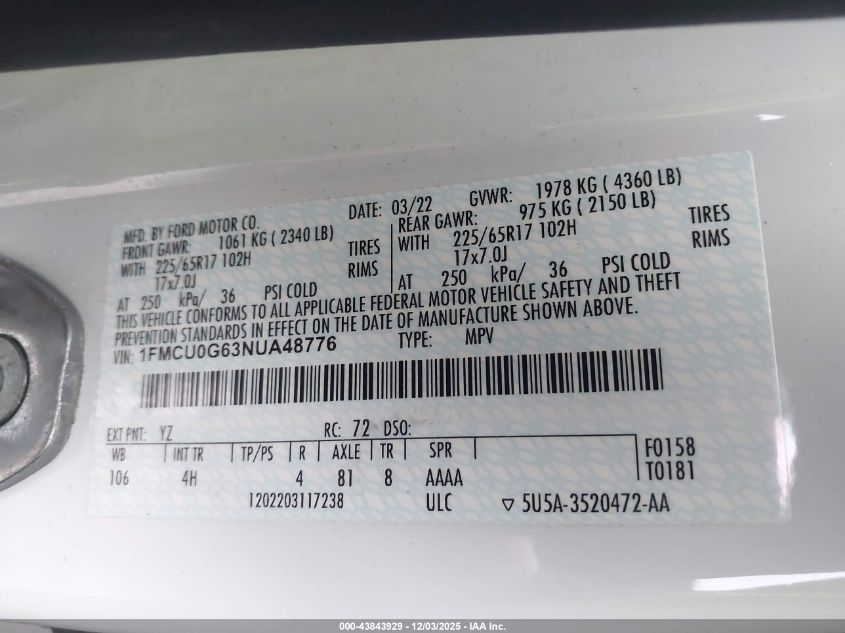 MFD. BY FORD MOTOR CO. DATE: 03/22 GVWR: 1978 KG ( 4360 LB)
FRONT GAWR: 1061 KG ( 2340 LB) REAR GAWR: 975 KG ( 2150 LB)
WITH 225/65R17 102H TIRES WITH 225/65R17 102H TIRES
17x7.0J RIMS 17x7.0J RIMS
AT 250 kPa/ 36 PSI COLD AT 250 kPa/ 36 PSI COLD
THIS VEHICLE CONFORMS TO ALL APPLICABLE FEDERAL MOTOR VEHICLE SAFETY AND THEFT
PREVENTION STANDARDS IN EFFECT ON THE DATE OF MANUFACTURE SHOWN ABOVE.
VIN: 1FMCU0G63NUA48776 TYPE: MPV
EXT PNT: YZ RC: 72 DSO:
WB INT TR TP/PS R AXLE TR SPR F0158
106 4H 4 81 8 AAAA T0181
1202203117238 ULC ▽ 5U5A-3520472-AA
000-43843929 - 12/03/2025 - IAA Inc.